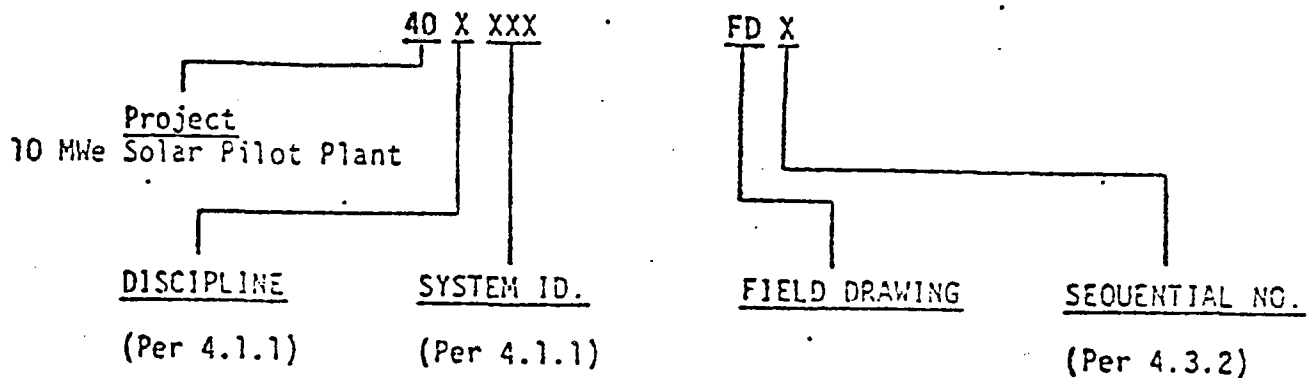 40 X XXX FD X
Project
10 MWe Solar Pilot Plant
DISCIPLINE SYSTEM ID. FIELD DRAWING SEQUENTIAL NO.
(Per 4.1.1) (Per 4.1.1) (Per 4.3.2)